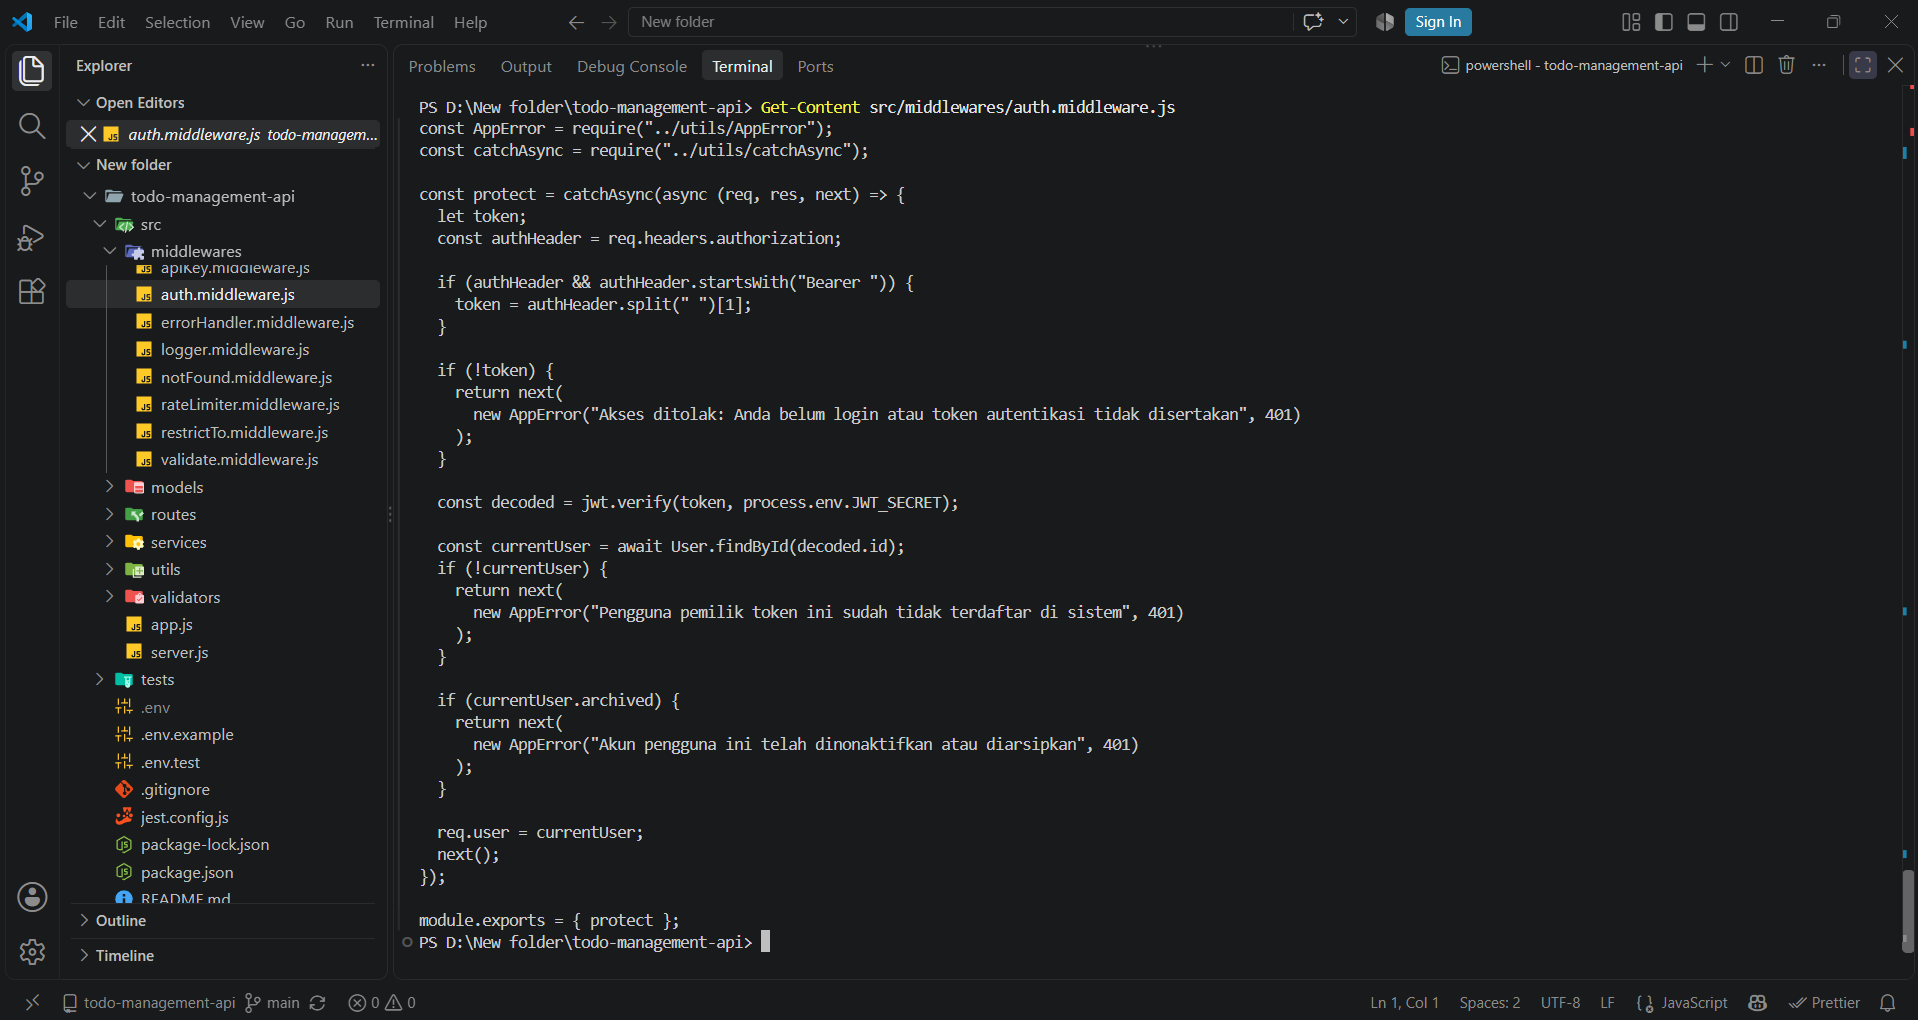 File Edit Selection View Go Run Terminal Help
New folder
Sign In
Explorer
Open Editors
auth.middleware.js todo-managem...
New folder
todo-management-api
src
middlewares
apiKey.middleware.js
auth.middleware.js
errorHandler.middleware.js
logger.middleware.js
notFound.middleware.js
rateLimiter.middleware.js
restrictTo.middleware.js
validate.middleware.js
models
routes
services
utils
validators
app.js
server.js
tests
.env
.env.example
.env.test
.gitignore
jest.config.js
package-lock.json
package.json
README.md
Outline
Timeline
Problems Output Debug Console Terminal Ports
powershell - todo-management-api
PS D:\New folder\todo-management-api> Get-Content src/middlewares/auth.middleware.js
const AppError = require("../utils/AppError");
const catchAsync = require("../utils/catchAsync");
const protect = catchAsync(async (req, res, next) => {
  let token;
  const authHeader = req.headers.authorization;
  if (authHeader && authHeader.startsWith("Bearer ")) {
    token = authHeader.split(" ")[1];
  }
  if (!token) {
    return next(
      new AppError("Akses ditolak: Anda belum login atau token autentikasi tidak disertakan", 401)
    );
  }
  const decoded = jwt.verify(token, process.env.JWT_SECRET);
  const currentUser = await User.findById(decoded.id);
  if (!currentUser) {
    return next(
      new AppError("Pengguna pemilik token ini sudah tidak terdaftar di sistem", 401)
    );
  }
  if (currentUser.archived) {
    return next(
      new AppError("Akun pengguna ini telah dinonaktifkan atau diarsipkan", 401)
    );
  }
  req.user = currentUser;
  next();
});
module.exports = { protect };
PS D:\New folder\todo-management-api>
todo-management-api main 0 0
Ln 1, Col 1 Spaces: 2 UTF-8 LF {} JavaScript Prettier